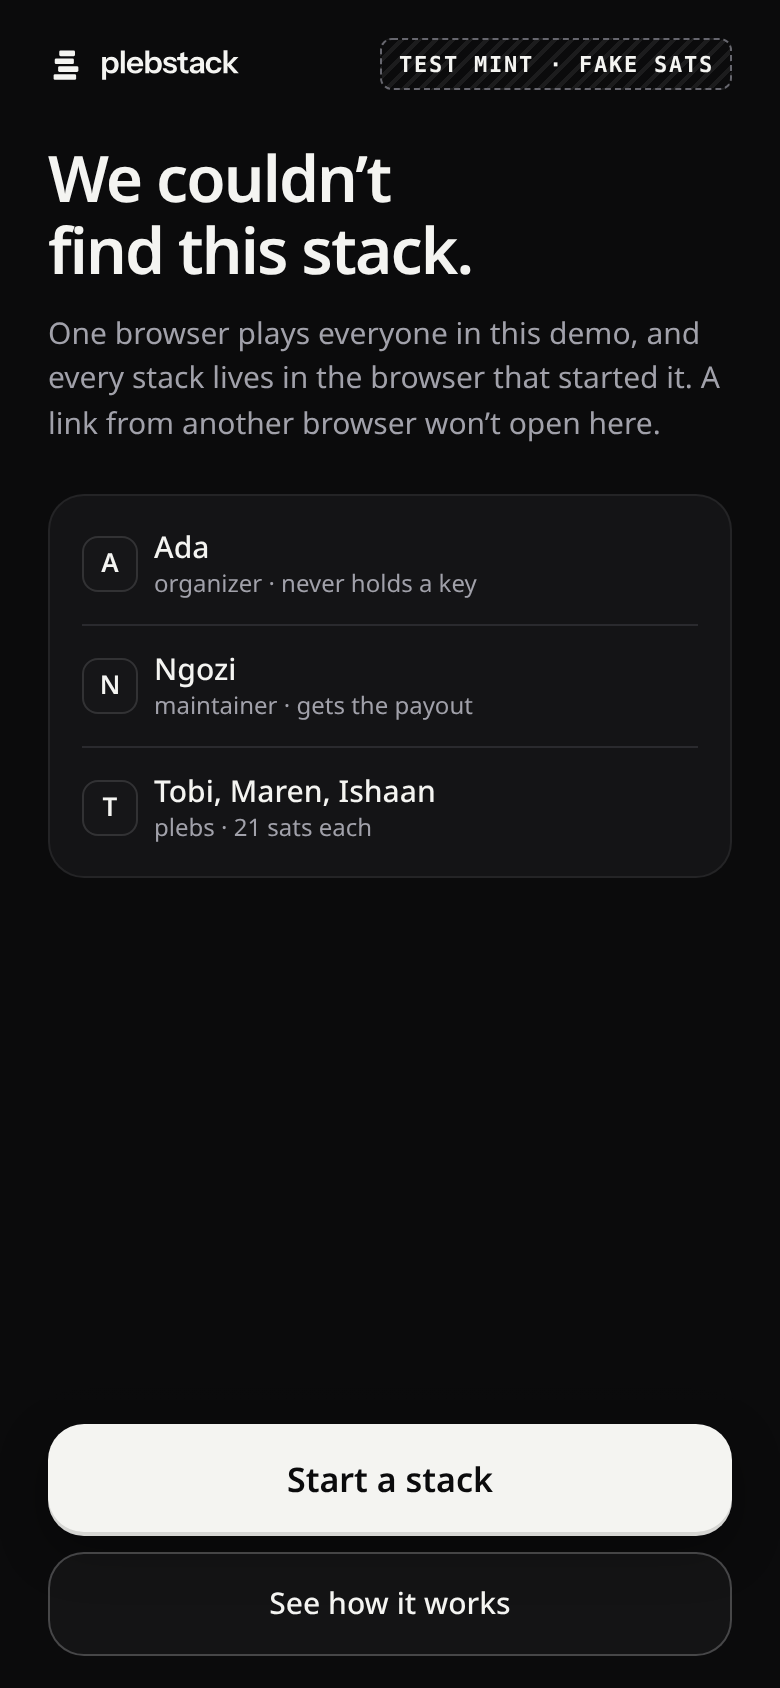 plebstack
TEST MINT · FAKE SATS
We couldn’t
find this stack.
One browser plays everyone in this demo, and
every stack lives in the browser that started it. A
link from another browser won’t open here.
A
Ada
organizer · never holds a key
N
Ngozi
maintainer · gets the payout
T
Tobi, Maren, Ishaan
plebs · 21 sats each
Start a stack
See how it works